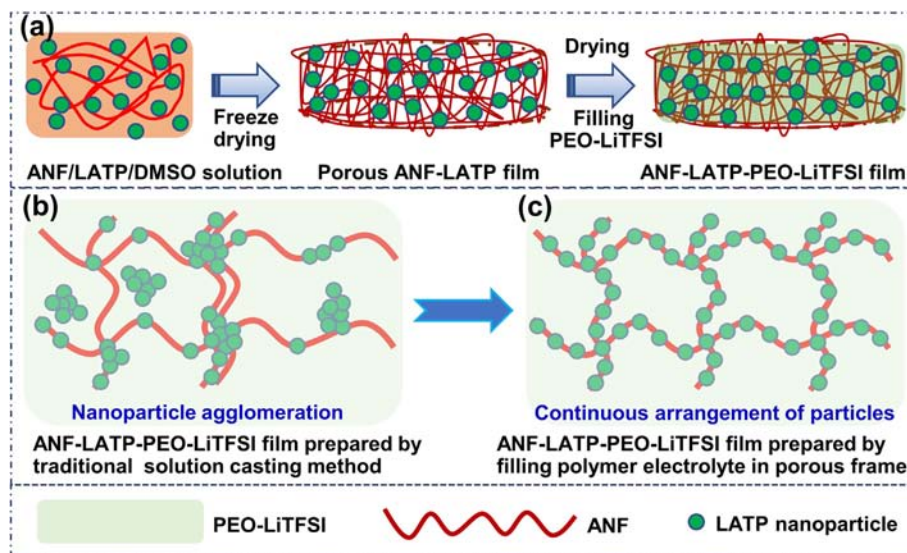 (a)
Freeze
drying
Drying
Filling
PEO-LiTFSI
ANF/LATP/DMSO solution
Porous ANF-LATP film
ANF-LATP-PEO-LiTFSI film
(b)
Nanoparticle agglomeration
ANF-LATP-PEO-LiTFSI film prepared by
traditional solution casting method
(c)
Continuous arrangement of particles
ANF-LATP-PEO-LiTFSI film prepared by
filling polymer electrolyte in porous frame
PEO-LiTFSI
ANF
LATP nanoparticle